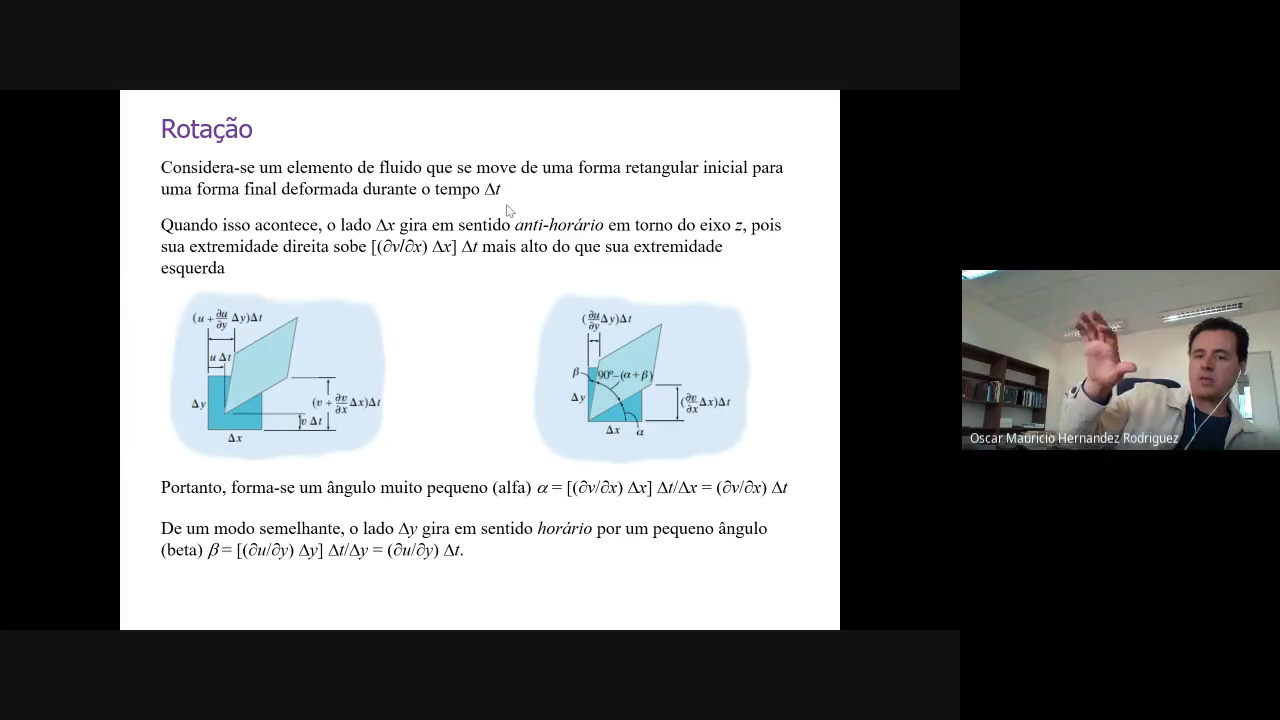 Rotação
Considera-se um elemento de fluido que se move de uma forma retangular inicial para
uma forma final deformada durante o tempo Δt
Quando isso acontece, o lado Δx gira em sentido anti-horário em torno do eixo z, pois
sua extremidade direita sobe [(∂v/∂x) Δx] Δt mais alto do que sua extremidade
esquerda
(u + ∂u/∂y Δy)Δt
u Δt
Δy
(v + ∂v/∂x Δx)Δt
v Δt
Δx
(∂u/∂y Δy)Δt
β
90°–(α+β)
Δy
(∂v/∂x Δx)Δt
Δx
α
Portanto, forma-se um ângulo muito pequeno (alfa) α = [(∂v/∂x) Δx] Δt/Δx = (∂v/∂x) Δt
De um modo semelhante, o lado Δy gira em sentido horário por um pequeno ângulo
(beta) β = [(∂u/∂y) Δy] Δt/Δy = (∂u/∂y) Δt.
Oscar Mauricio Hernandez Rodriguez